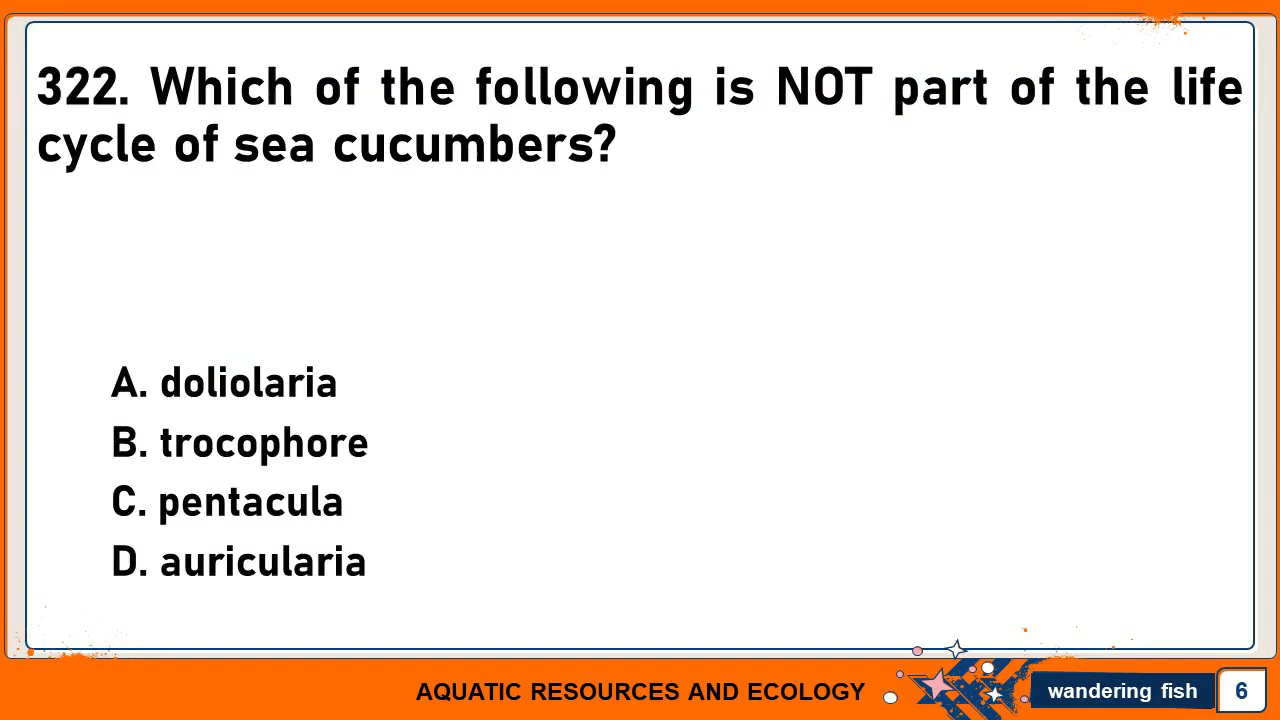 322. Which of the following is NOT part of the life
cycle of sea cucumbers?
A. doliolaria
B. trocophore
C. pentacula
D. auricularia
AQUATIC RESOURCES AND ECOLOGY
wandering fish
6